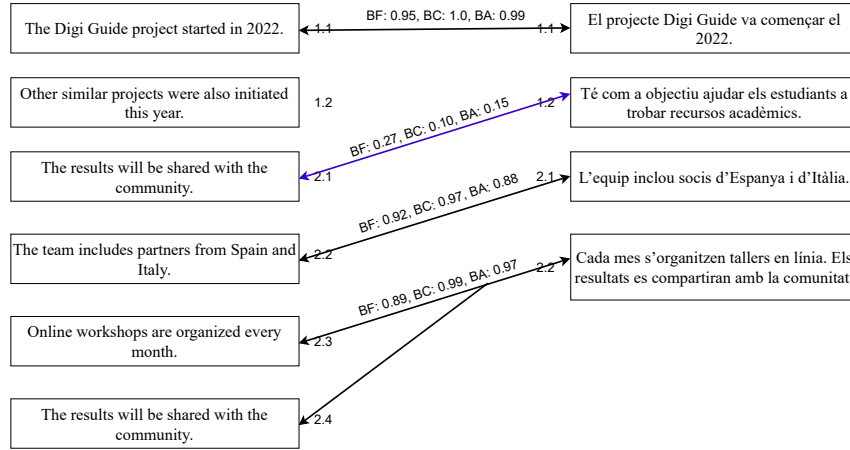 The Digi Guide project started in 2022.
1.1
BF: 0.95, BC: 1.0, BA: 0.99
1.1
El projecte Digi Guide va començar el
2022.
Other similar projects were also initiated
this year.
1.2
1.2
Té com a objectiu ajudar els estudiants a
trobar recursos acadèmics.
BF: 0.27, BC: 0.10, BA: 0.15
The results will be shared with the
community.
2.1
2.1
L’equip inclou socis d’Espanya i d’Itàlia.
BF: 0.92, BC: 0.97, BA: 0.88
The team includes partners from Spain and
Italy.
2.2
2.2
Cada mes s’organitzen tallers en línia. Els
resultats es compartiran amb la comunitat
BF: 0.89, BC: 0.99, BA: 0.97
Online workshops are organized every
month.
2.3
The results will be shared with the
community.
2.4